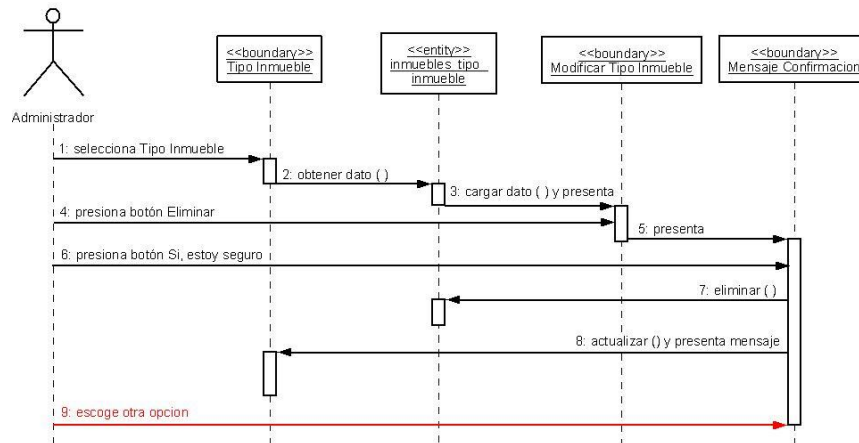 <<boundary>>
Tipo Inmueble
<<entity>>
inmuebles_tipo_
inmueble
<<boundary>>
Modificar Tipo Inmueble
<<boundary>>
Mensaje Confirmacion
Administrador
1: selecciona Tipo Inmueble
2: obtener dato ( )
3: cargar dato ( ) y presenta
4: presiona botón Eliminar
5: presenta
6: presiona botón Si, estoy seguro
7: eliminar ( )
8: actualizar () y presenta mensaje
9: escoge otra opcion